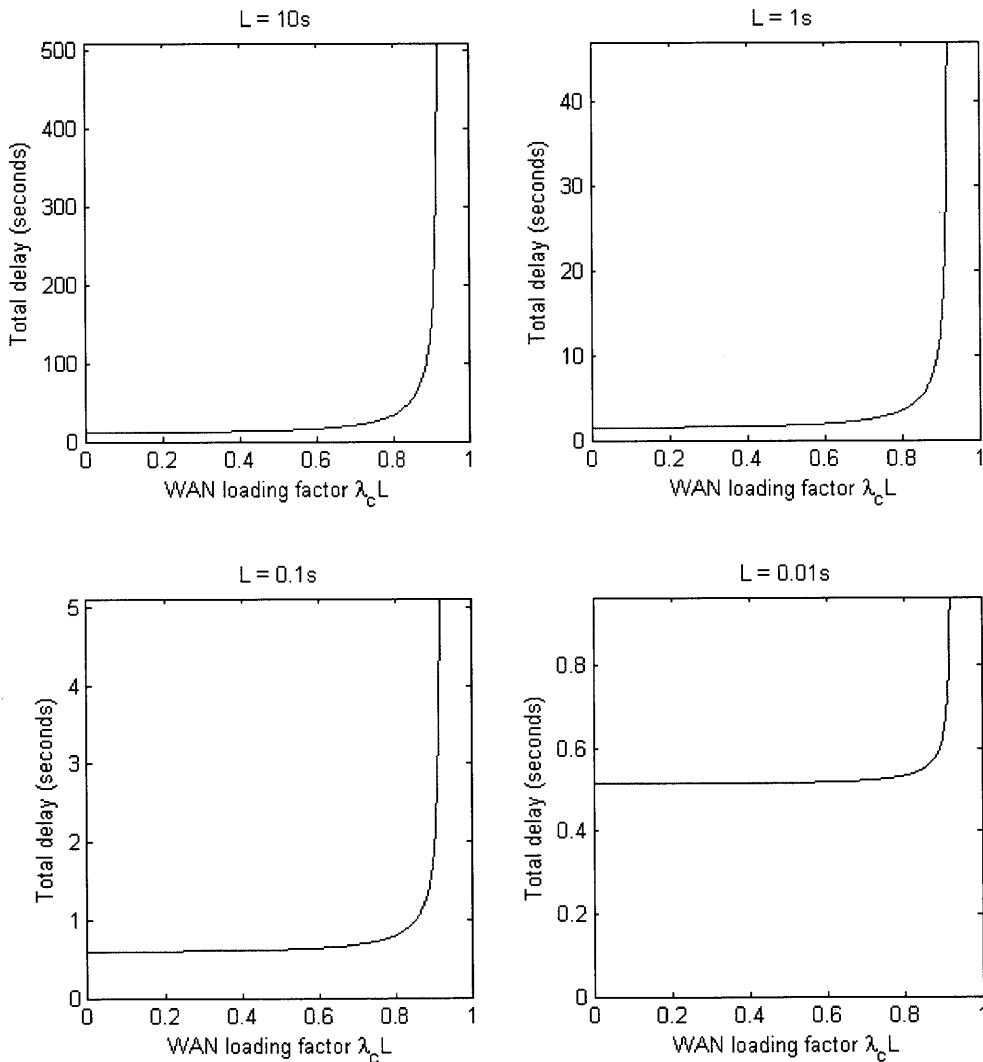 L = 10s
500
400
300
200
100
0
Total delay (seconds)
0 0.2 0.4 0.6 0.8 1
WAN loading factor λcL
L = 1s
40
30
20
10
0
Total delay (seconds)
0 0.2 0.4 0.6 0.8 1
WAN loading factor λcL
L = 0.1s
5
4
3
2
1
0
Total delay (seconds)
0 0.2 0.4 0.6 0.8 1
WAN loading factor λcL
L = 0.01s
0.8
0.6
0.4
0.2
0
Total delay (seconds)
0 0.2 0.4 0.6 0.8 1
WAN loading factor λcL